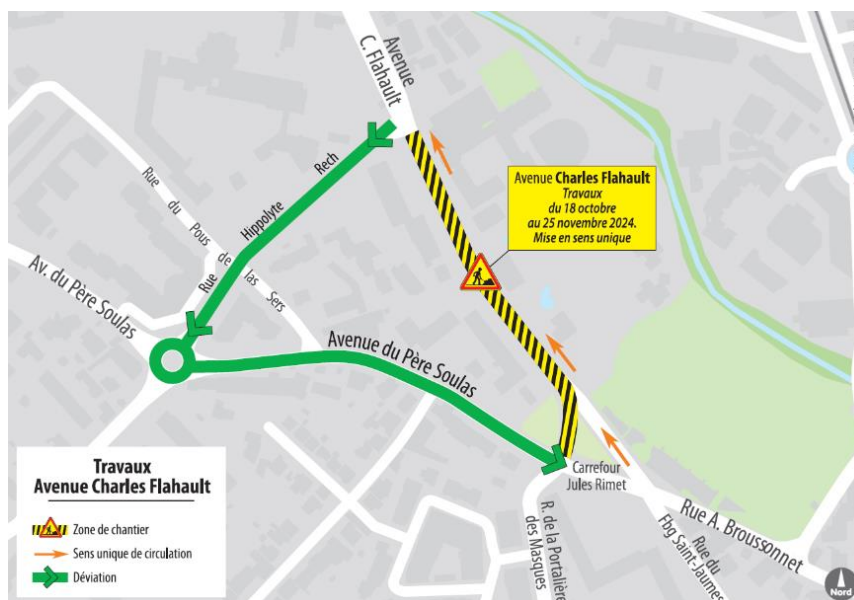 Avenue
C. Flahault
Rue Hippolyte Rech
Rue du Pous de las Sers
Avenue Charles Flahault
Travaux
du 18 octobre
au 25 novembre 2024.
Mise en sens unique
Av. du Père Soulas
Avenue du Père Soulas
Carrefour
Jules Rimet
Rue A. Broussonnet
Rue du
Fbg Saint-Jaumes
R. de la Portalière
des Masques
Travaux
Avenue Charles Flahault
Zone de chantier
Sens unique de circulation
Déviation
Nord